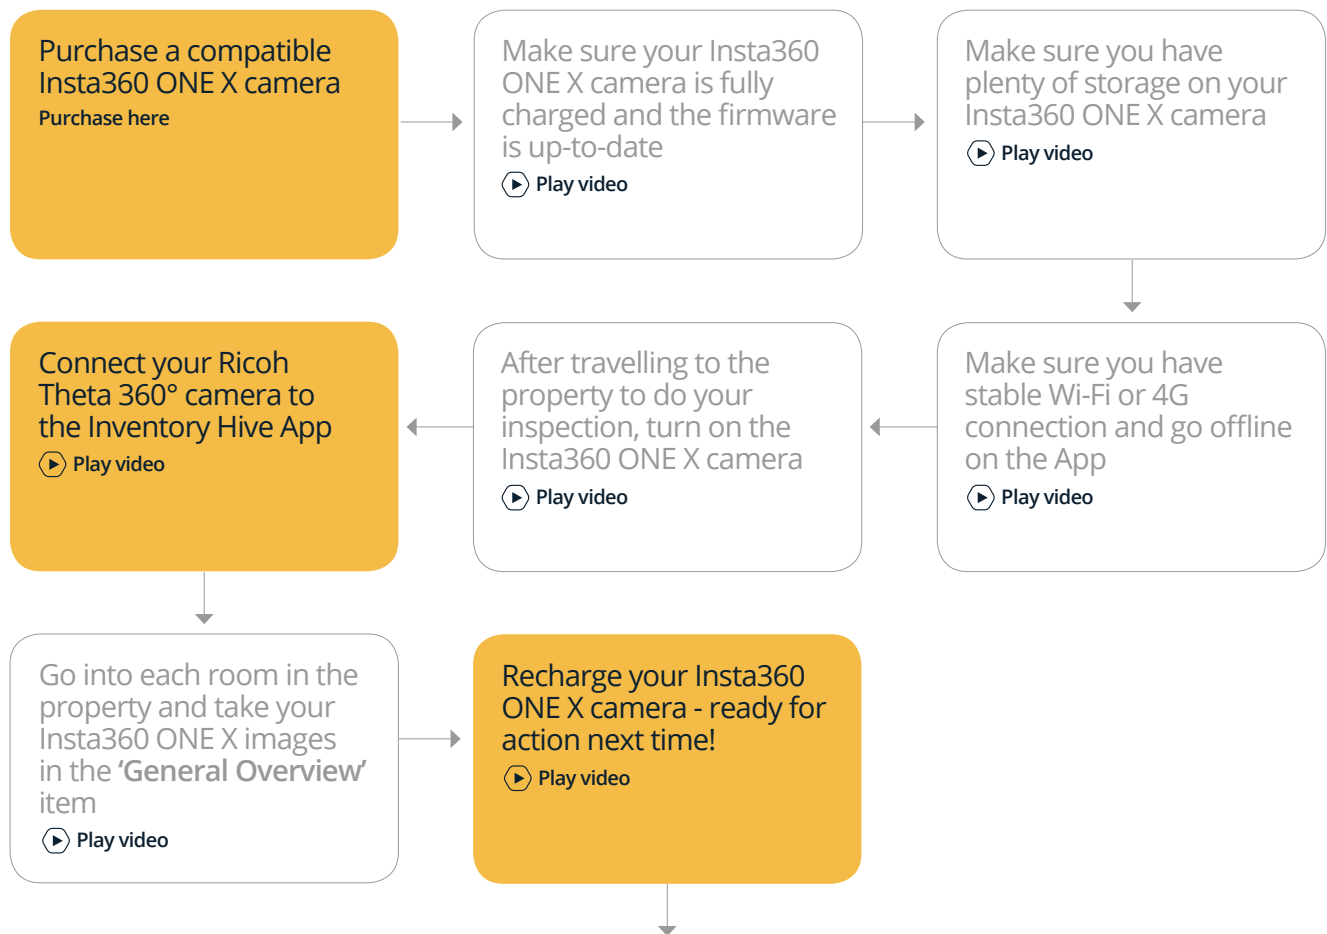 Purchase a compatible
Insta360 ONE X camera
Purchase here
Make sure your Insta360
ONE X camera is fully
charged and the firmware
is up-to-date
Play video
Make sure you have
plenty of storage on your
Insta360 ONE X camera
Play video
Make sure you have
stable Wi-Fi or 4G
connection and go offline
on the App
Play video
After travelling to the
property to do your
inspection, turn on the
Insta360 ONE X camera
Play video
Connect your Ricoh
Theta 360° camera to
the Inventory Hive App
Play video
Go into each room in the
property and take your
Insta360 ONE X images
in the ‘General Overview’
item
Play video
Recharge your Insta360
ONE X camera - ready for
action next time!
Play video